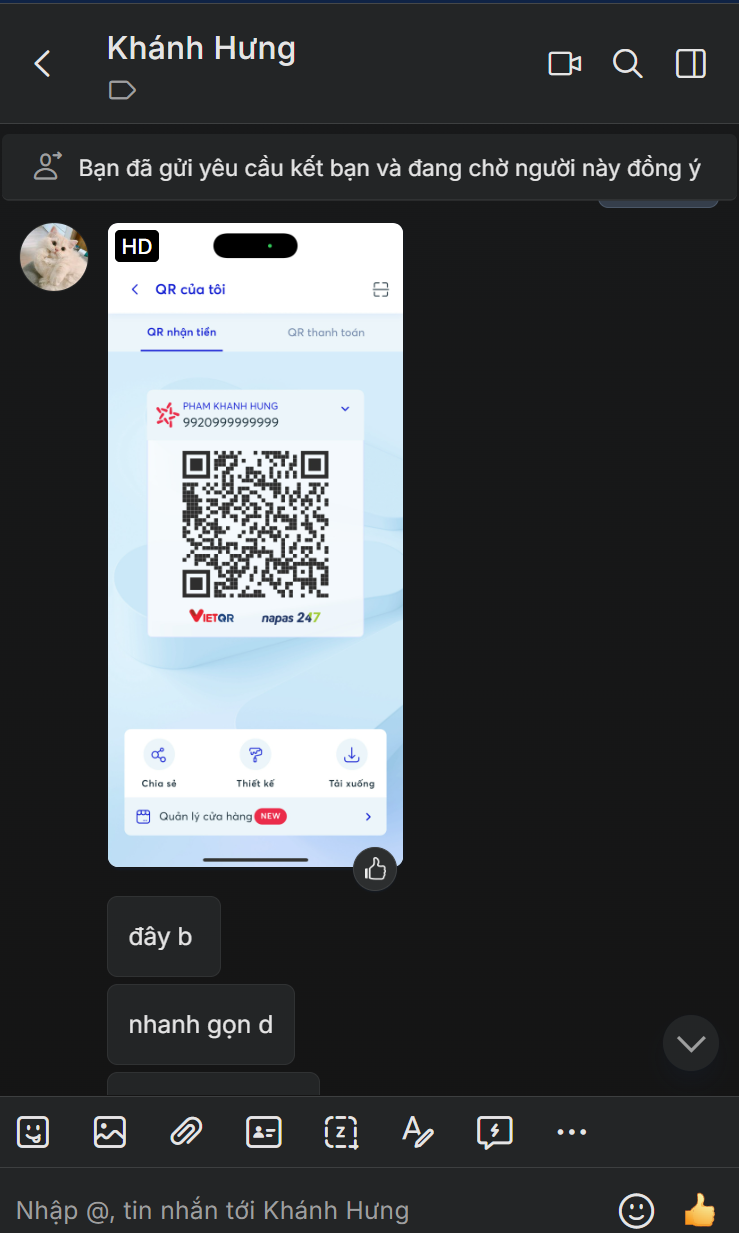 Khánh Hưng
Bạn đã gửi yêu cầu kết bạn và đang chờ người này đồng ý
HD
QR của tôi
QR nhận tiền
QR thanh toán
PHAM KHANH HUNG
9920999999999
VIETQR
napas 247
Chia sẻ
Thiết kế
Tải xuống
Quản lý cửa hàng NEW
đây b
nhanh gọn d
Z
Nhập @, tin nhắn tới Khánh Hưng